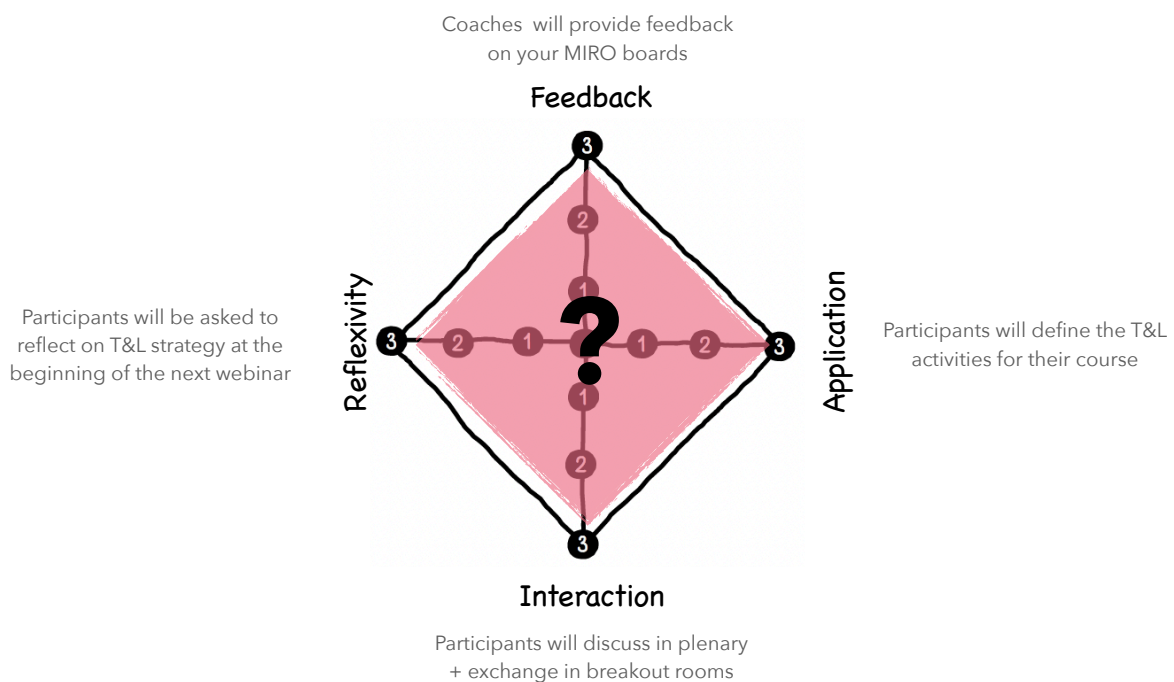 Coaches will provide feedback
on your MIRO boards
Feedback
3
2
1
Reflexivity
Participants will be asked to
reflect on T&L strategy at the
beginning of the next webinar
3 2 1 ? 1 2 3
Application
Participants will define the T&L
activities for their course
1
2
3
Interaction
Participants will discuss in plenary
+ exchange in breakout rooms